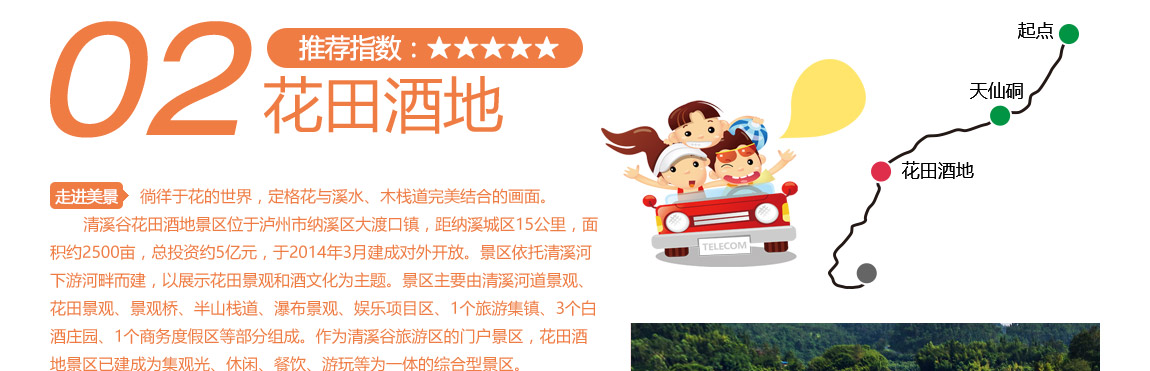 02
推荐指数：★★★★★
花田酒地
走进美景 徜徉于花的世界，定格花与溪水、木栈道完美结合的画面。
清溪谷花田酒地景区位于泸州市纳溪区大渡口镇，距纳溪城区15公里，面
积约2500亩，总投资约5亿元，于2014年3月建成对外开放。景区依托清溪河
下游河畔而建，以展示花田景观和酒文化为主题。景区主要由清溪河道景观、
花田景观、景观桥、半山栈道、瀑布景观、娱乐项目区、1个旅游集镇、3个白
酒庄园、1个商务度假区等部分组成。作为清溪谷旅游区的门户景区，花田酒
地景区已建成为集观光、休闲、餐饮、游玩等为一体的综合型景区。
TELECOM
起点
天仙硐
花田酒地